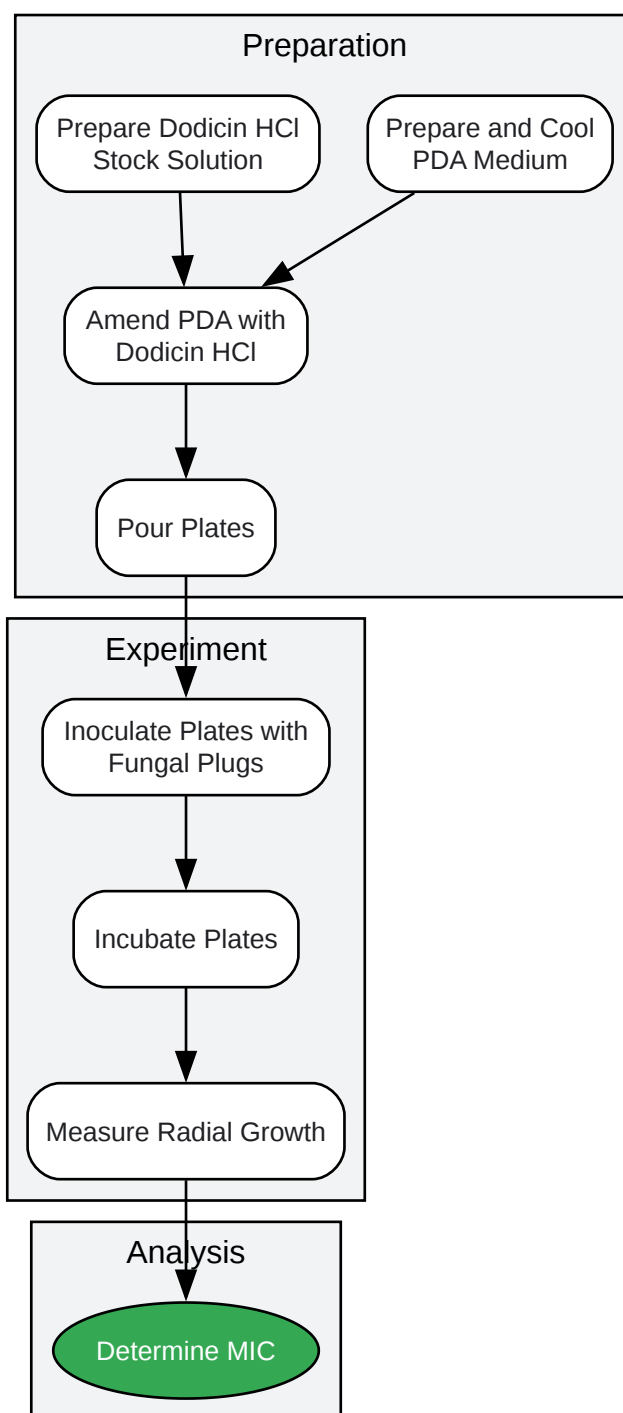 Preparation
Prepare Dodicin HCl
Stock Solution
Prepare and Cool
PDA Medium
Amend PDA with
Dodicin HCl
Pour Plates
Experiment
Inoculate Plates with
Fungal Plugs
Incubate Plates
Measure Radial Growth
Analysis
Determine MIC